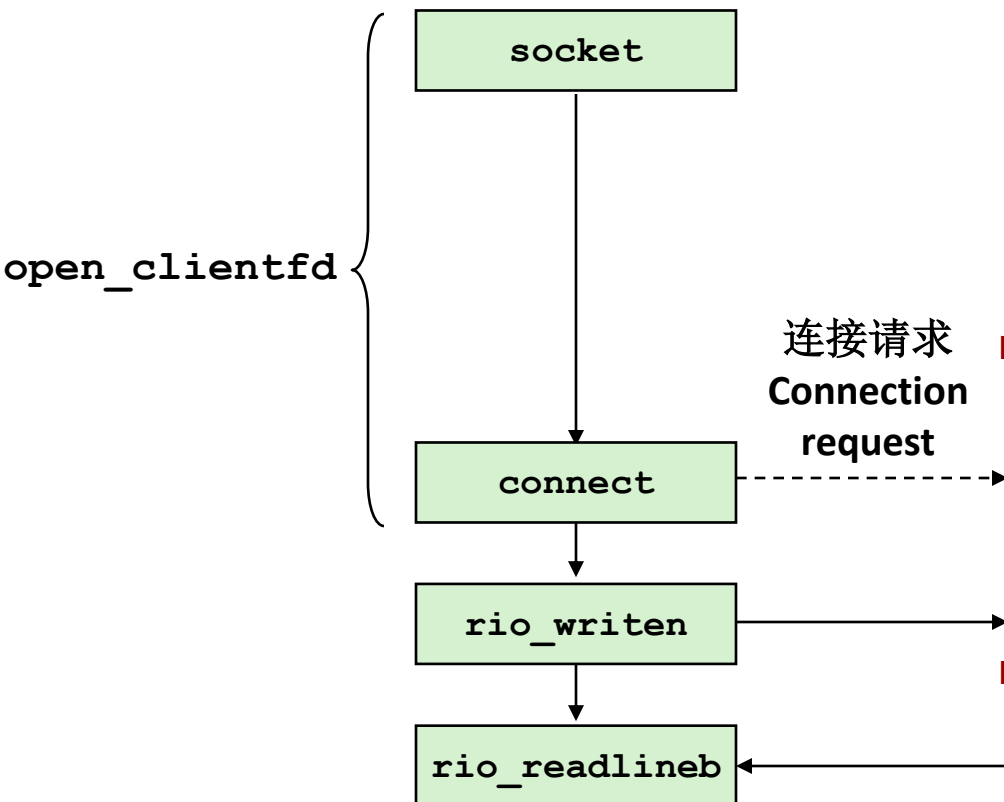 socket
open_clientfd
连接请求
Connection
request
connect
rio_writen
rio_readlineb